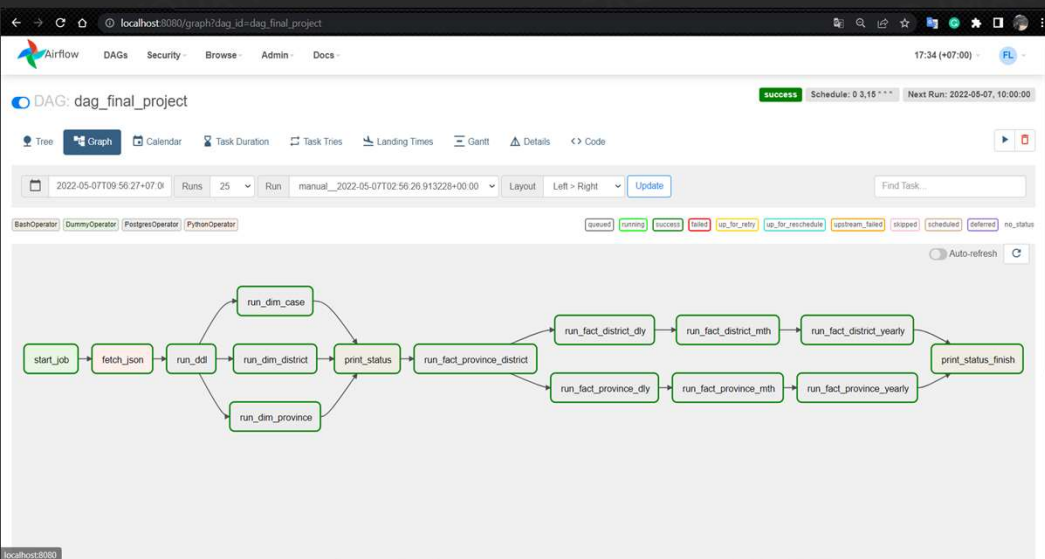 localhost:8080/graph?dag_id=dag_final_project
Airflow DAGs Security Browse Admin Docs 17:34 (+07:00) FL
DAG: dag_final_project success Schedule: 0 3,15 * * * Next Run: 2022-05-07, 10:00:00
Tree Graph Calendar Task Duration Task Tries Landing Times Gantt Details <> Code
2022-05-07T09:56:27+07:0( Runs 25 Run manual__2022-05-07T02:56:26.913228+00:00 Layout Left > Right Update Find Task...
BashOperator DummyOperator PostgresOperator PythonOperator queued running success failed up_for_retry up_for_reschedule upstream_failed skipped scheduled deferred no_status
Auto-refresh
run_dim_case
run_fact_district_dly run_fact_district_mth run_fact_district_yearly
start_job fetch_json run_ddl run_dim_district print_status run_fact_province_district print_status_finish
run_fact_province_dly run_fact_province_mth run_fact_province_yearly
run_dim_province
localhost:8080